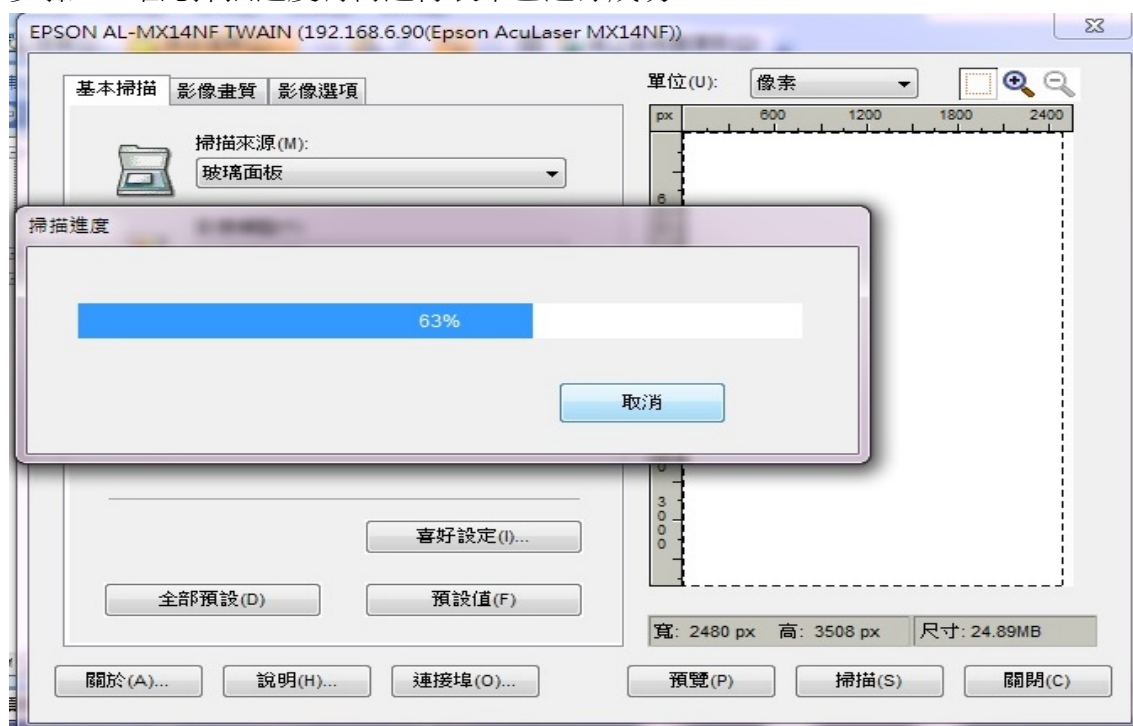 EPSON AL-MX14NF TWAIN (192.168.6.90(Epson AcuLaser MX14NF))
基本掃描 影像畫質 影像選項
單位(U): 像素
px 600 1200 1800 2400
掃描來源(M):
玻璃面板
6
掃描進度
63%
取消
0
3000
喜好設定(I)...
全部預設(D) 預設值(F)
寬: 2480 px 高: 3508 px 尺寸: 24.89MB
關於(A)... 說明(H)... 連接埠(O)... 預覽(P) 掃描(S) 關閉(C)